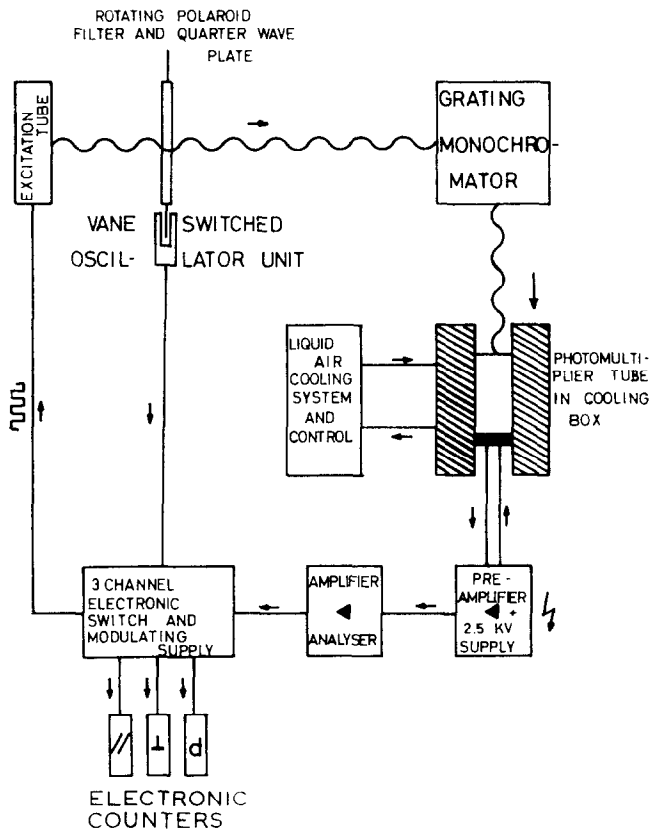 ROTATING POLAROID
FILTER AND QUARTER WAVE
PLATE
EXCITATION TUBE
GRATING
MONOCHRO-
MATOR
VANE SWITCHED
OSCIL- LATOR UNIT
LIQUID
AIR
COOLING
SYSTEM
AND
CONTROL
PHOTOMULTI-
PLIER TUBE
IN COOLING
BOX
3 CHANNEL
ELECTRONIC
SWITCH AND
MODULATING
SUPPLY
AMPLIFIER
ANALYSER
PRE-
AMPLIFIER
+
2.5 KV
SUPPLY
// ⊥ d
ELECTRONIC
COUNTERS